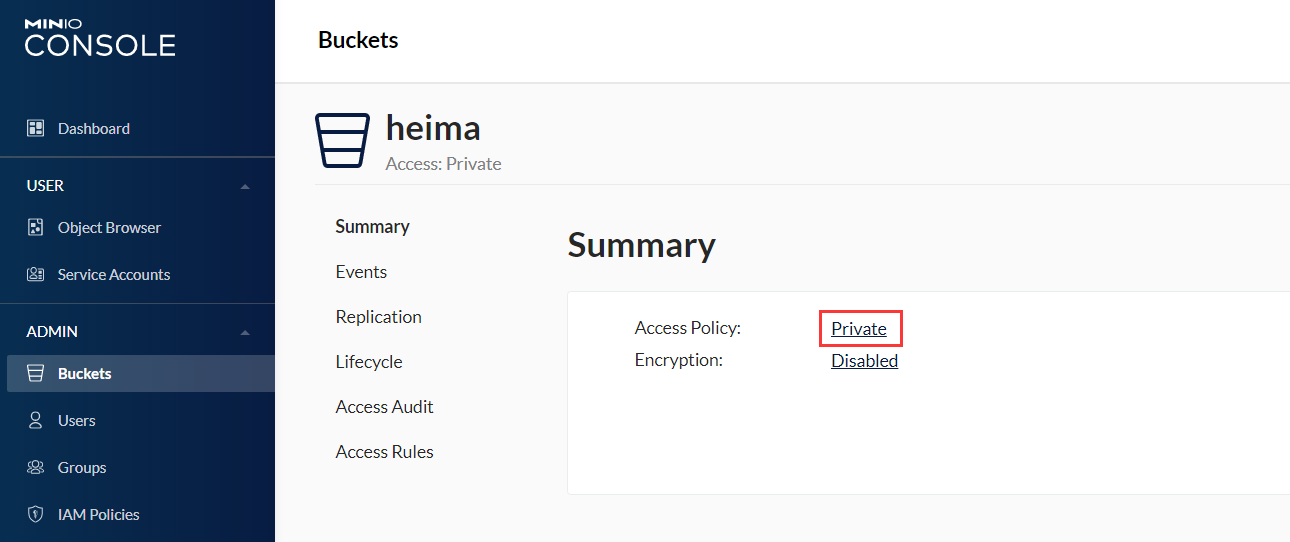 MINIO
CONSOLE
Dashboard
USER
Object Browser
Service Accounts
ADMIN
Buckets
Users
Groups
IAM Policies
Buckets
heima
Access: Private
Summary
Events
Replication
Lifecycle
Access Audit
Access Rules
Summary
Access Policy: Private
Encryption: Disabled